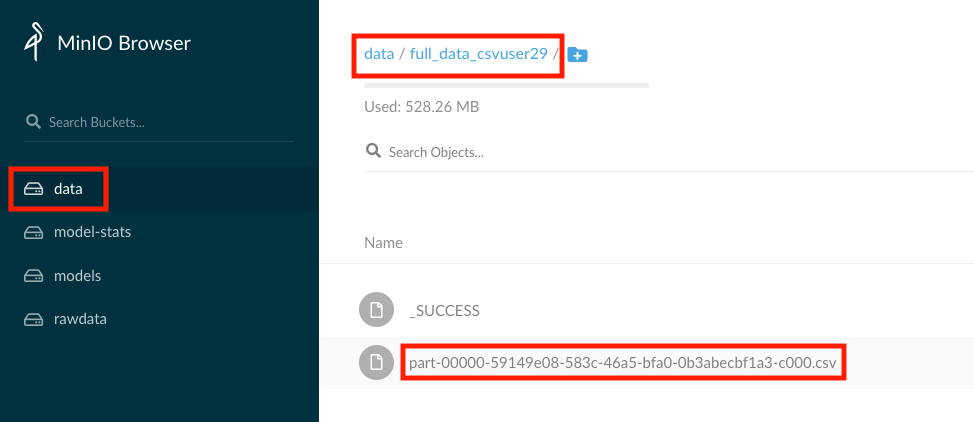 MinIO Browser
Search Buckets...
data
model-stats
models
rawdata
data / full_data_csvuser29 /
Used: 528.26 MB
Search Objects...
Name
_SUCCESS
part-00000-59149e08-583c-46a5-bfa0-0b3abecbf1a3-c000.csv